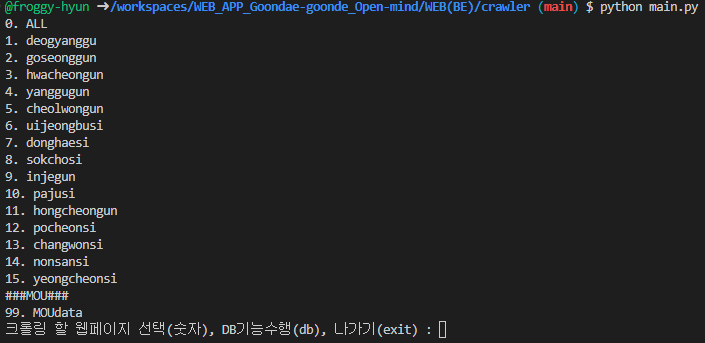 @froggy-hyun ➜/workspaces/WEB_APP_Goondae-goonde_Open-mind/WEB(BE)/crawler (main) $ python main.py
0. ALL
1. deogyanggu
2. goseonggun
3. hwacheongun
4. yanggugun
5. cheolwongun
6. uijeongbusi
7. donghaesi
8. sokchosi
9. injegun
10. pajusi
11. hongcheongun
12. pocheonsi
13. changwonsi
14. nonsansi
15. yeongcheonsi
###MOU###
99. MOUdata
크롤링 할 웹페이지 선택(숫자), DB기능수행(db), 나가기(exit) :